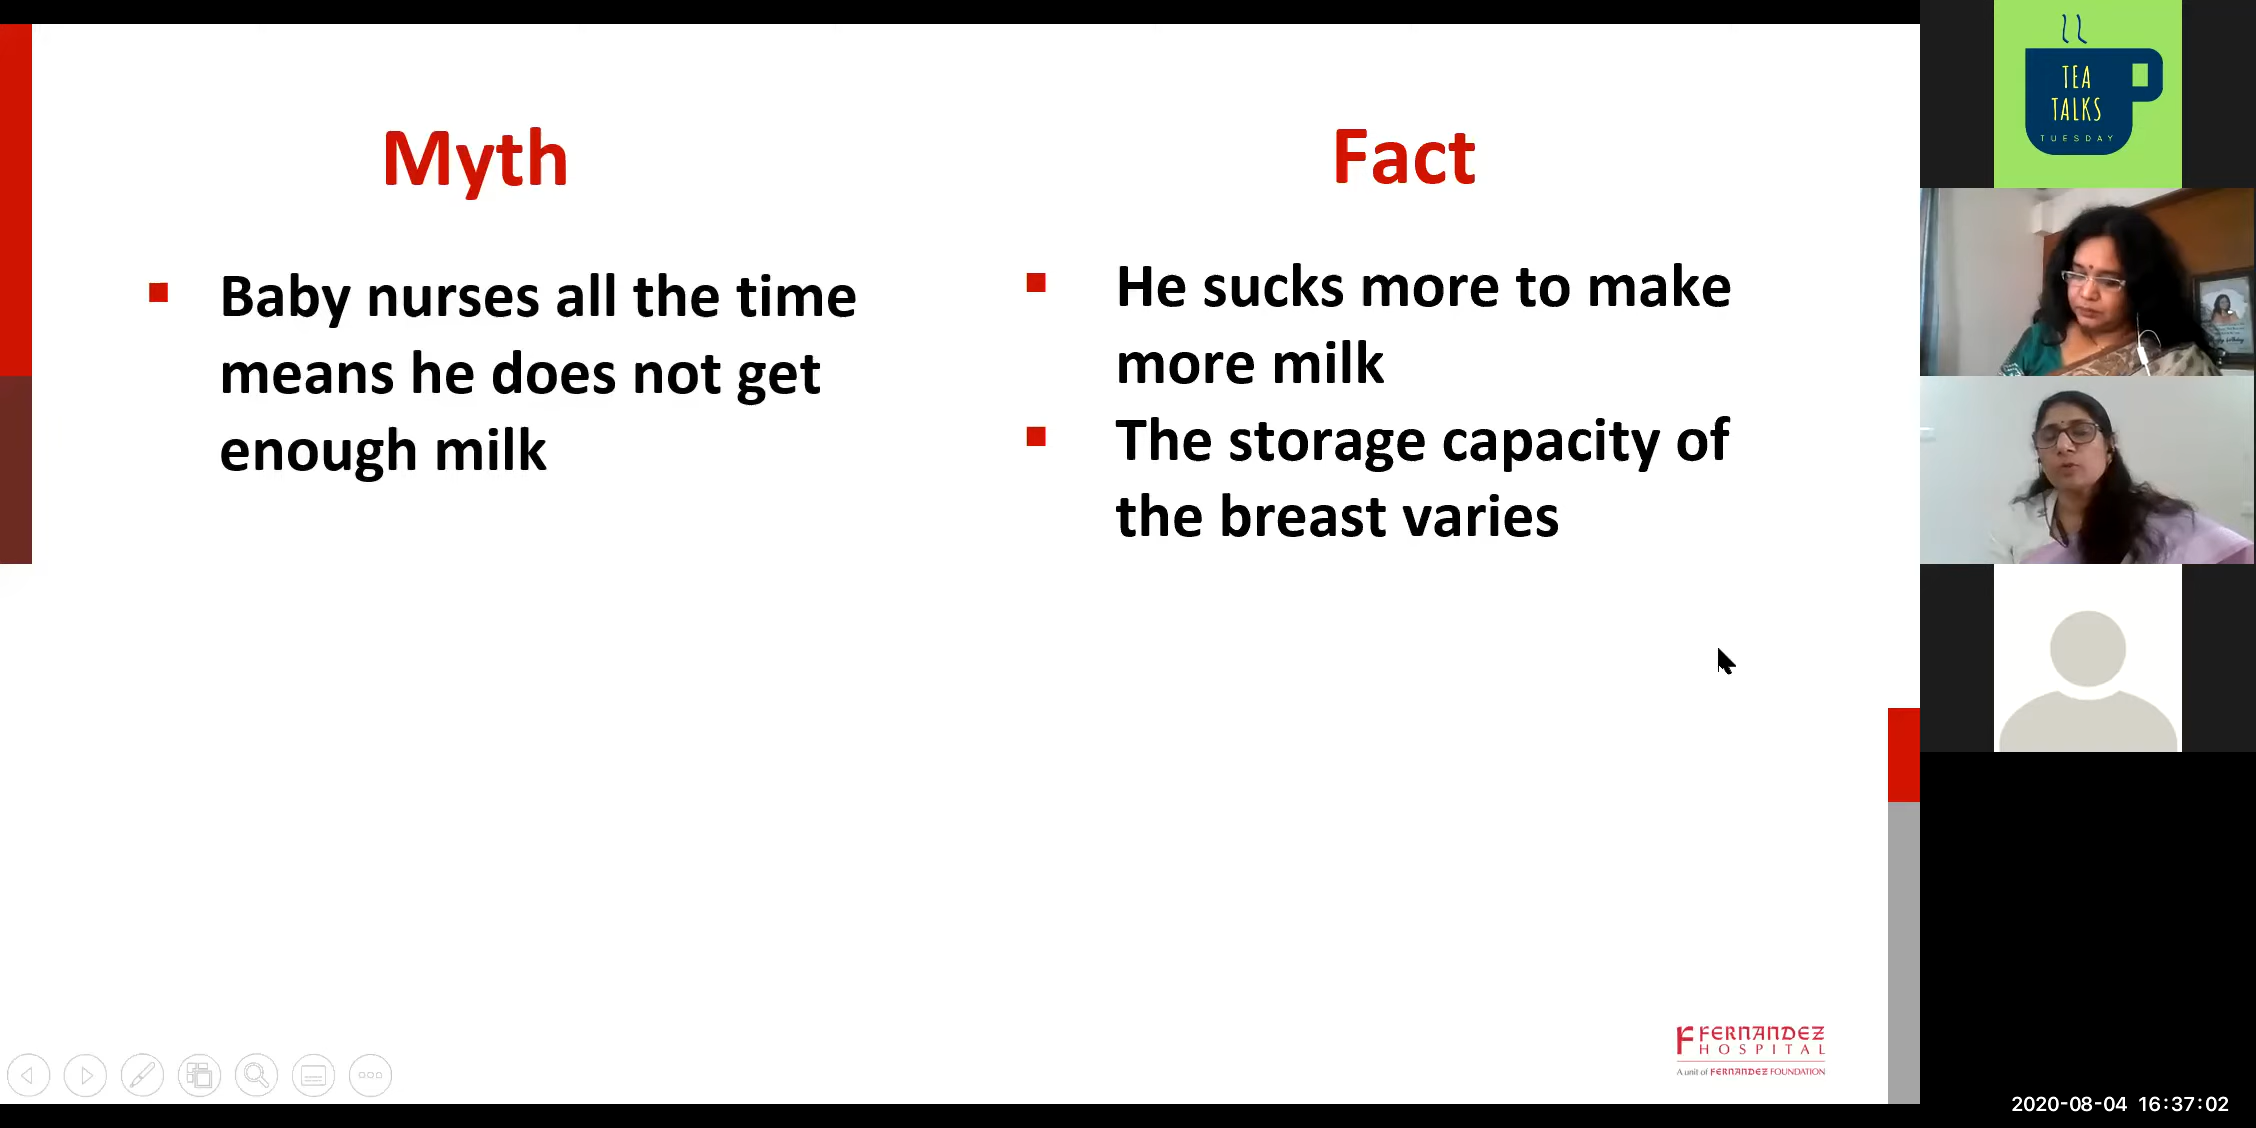 Myth
Baby nurses all the time
means he does not get
enough milk
Fact
He sucks more to make
more milk
The storage capacity of
the breast varies
FERNANDEZ
HOSPITAL
A unit of FERNANDEZ FOUNDATION
TEA
TALKS
TUESDAY
2020-08-04 16:37:02